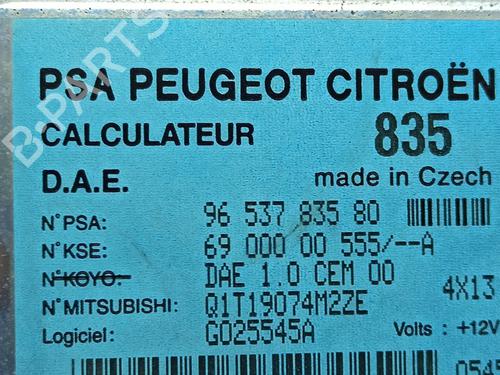 PSA PEUGEOT CITROËN
CALCULATEUR 835
D.A.E. made in Czech
N°PSA: 96 537 835 80
N°KSE: 69 000 00 555/--A
N°KOYO: DAE 1.0 CEM 00
4X13
N°MITSUBISHI: Q1T19074M2ZE
Logiciel: G025545A Volts : +12V
B-PARTS